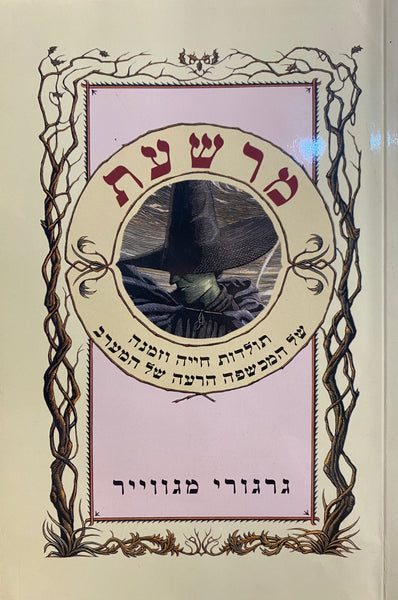 מרשעת
תולדות חייה וזמנה
של המכשפה הרעה של המערב
גרגורי מגווייר